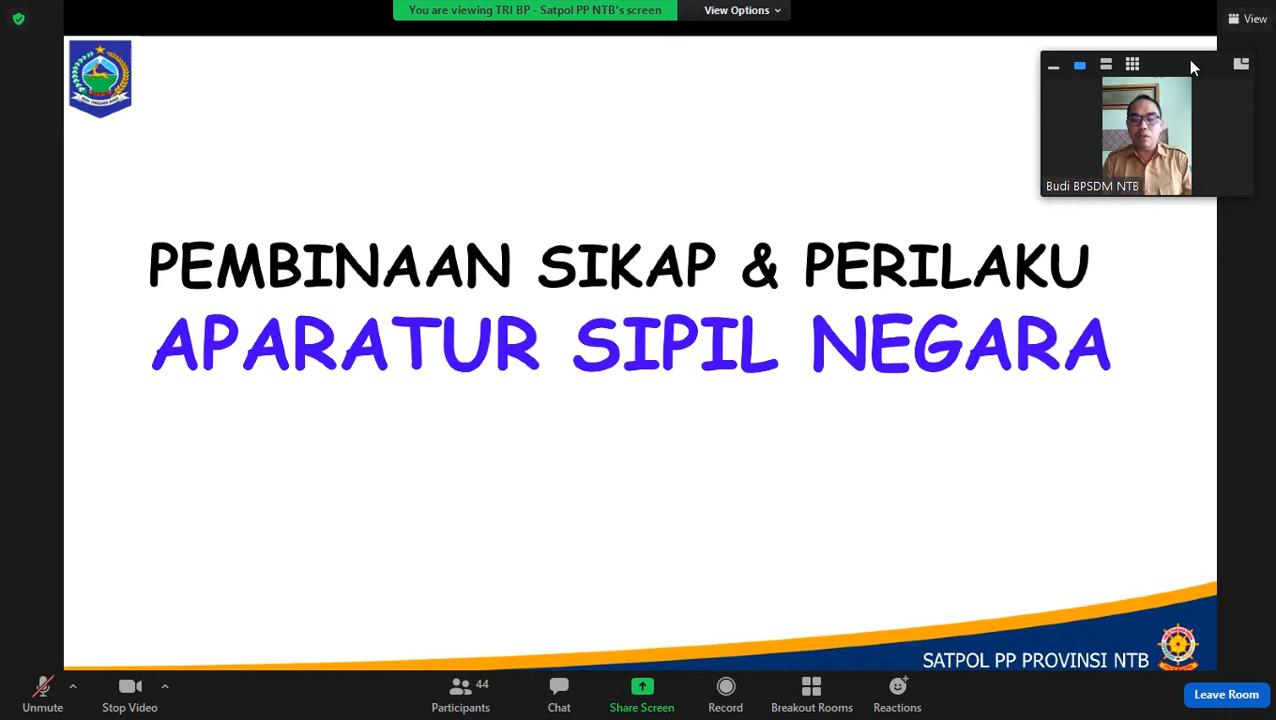 You are viewing TRI BP - Satpol PP NTB's screen
View Options
View
Budi BPSDM NTB
PEMBINAAN SIKAP & PERILAKU
APARATUR SIPIL NEGARA
SATPOL PP PROVINSI NTB
44
Unmute
Stop Video
Participants
Chat
Share Screen
Record
Breakout Rooms
Reactions
Leave Room